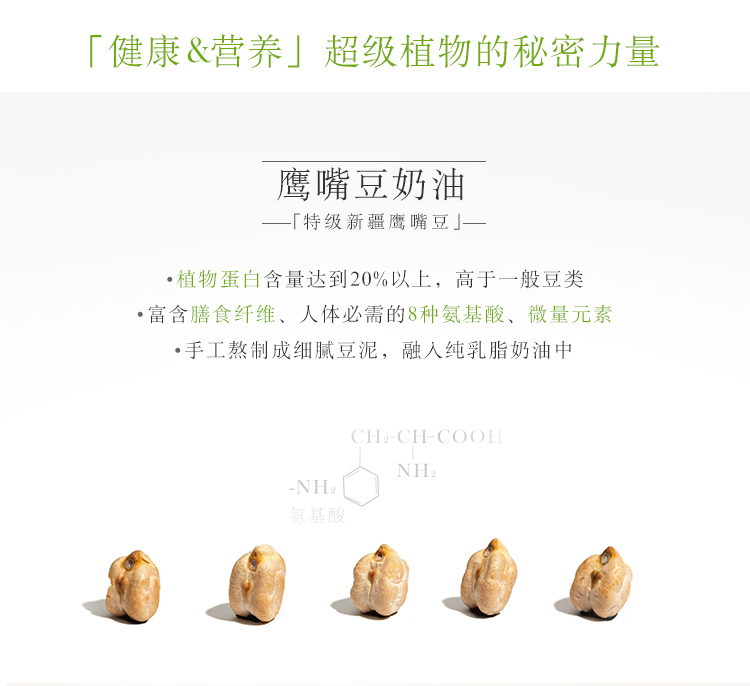 「健康&营养」超级植物的秘密力量
鹰嘴豆奶油
「特级新疆鹰嘴豆」
•植物蛋白含量达到20%以上，高于一般豆类
•富含膳食纤维、人体必需的8种氨基酸、微量元素
•手工熬制成细腻豆泥，融入纯乳脂奶油中
CH2-CH-COOH
NH2
-NH2
氨基酸